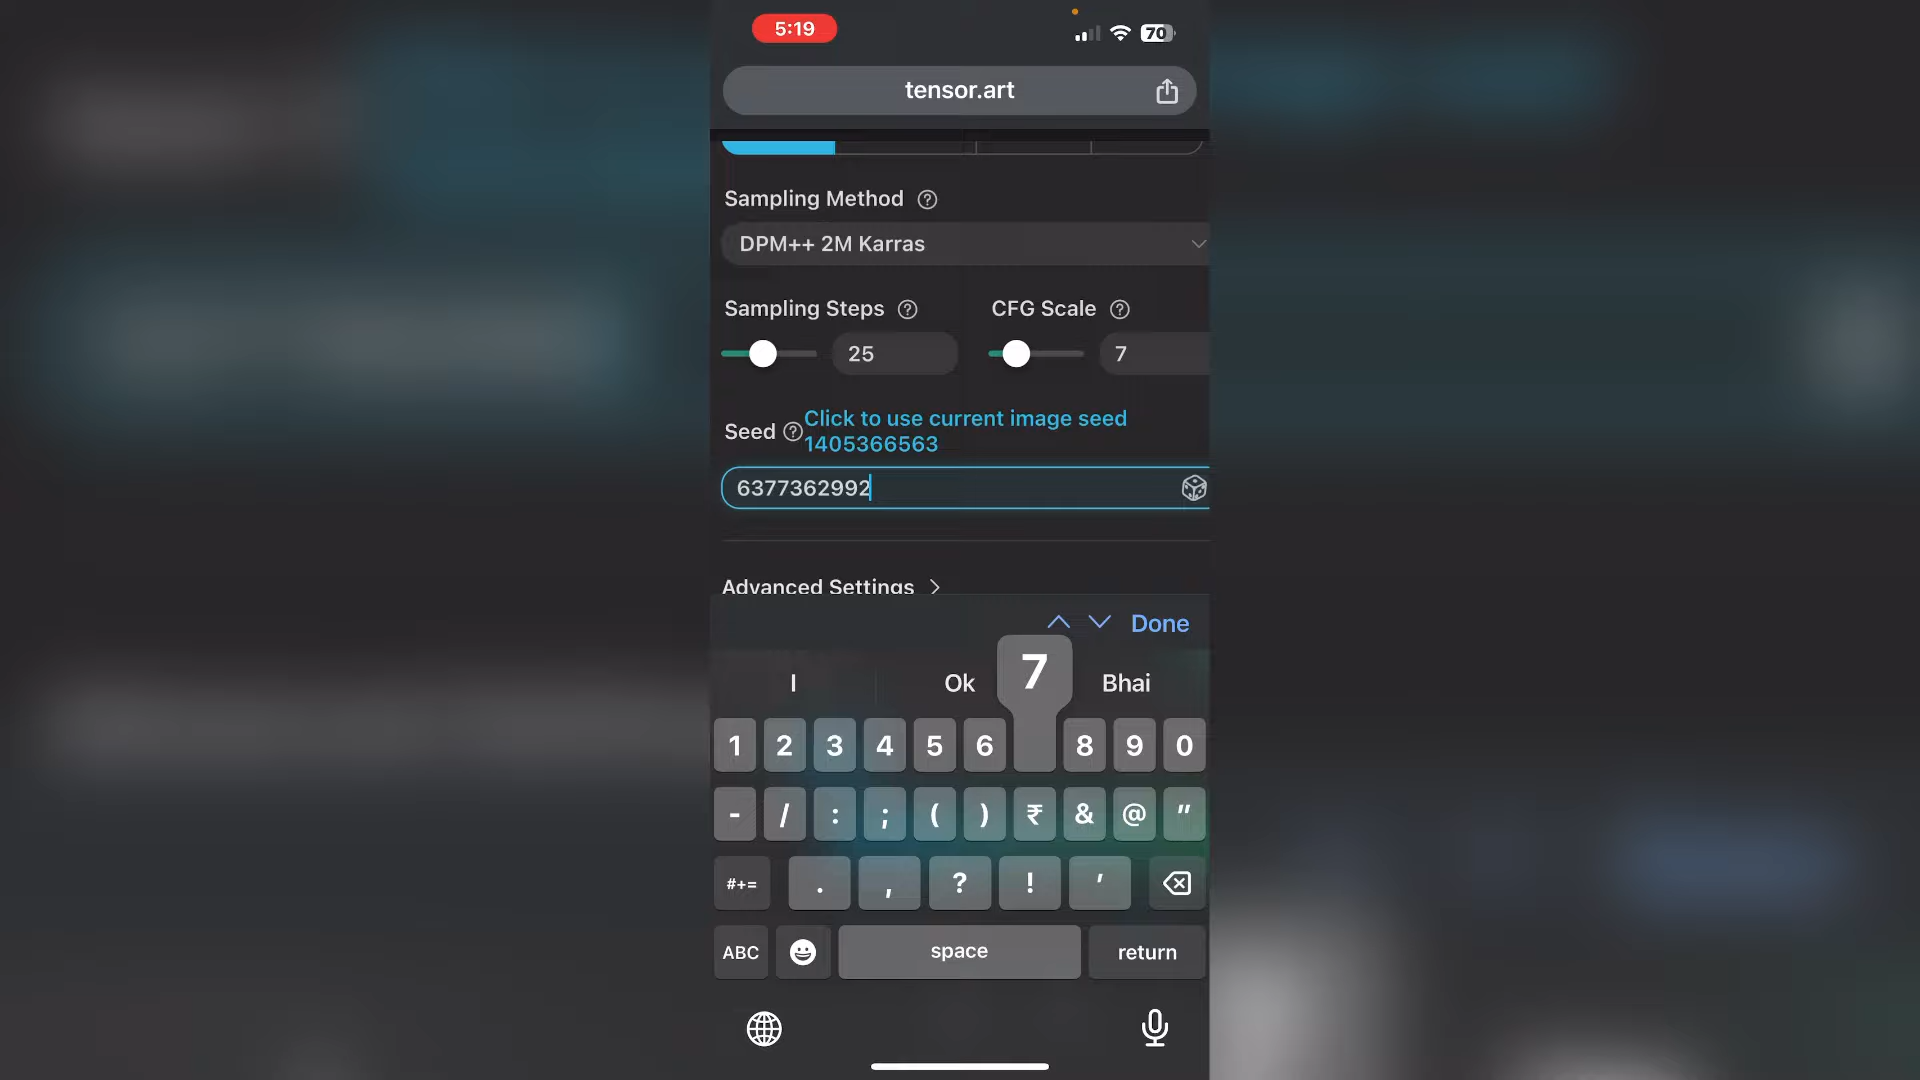 5:19
70
tensor.art
Sampling Method ?
DPM++ 2M Karras
Sampling Steps ? CFG Scale ?
25 7
Seed ? Click to use current image seed
1405366563
6377362992
Advanced Settings >
Done
I Ok Bhai
7
1 2 3 4 5 6 8 9 0
- / : ; ( ) ₹ & @ "
#+= . , ? ! '
ABC space return